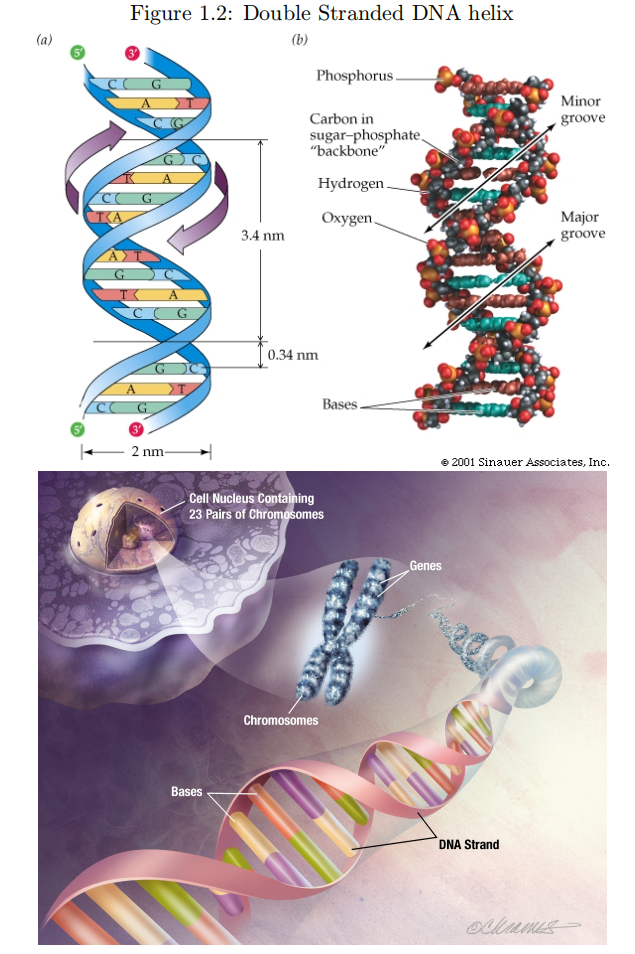 Figure 1.2: Double Stranded DNA helix
(a)
(b)
5′
3′
C G
A T
C G
G C
T A
C G
T A
A T
G C
T A
C G
G C
A T
C G
5′
3′
3.4 nm
0.34 nm
2 nm
Phosphorus
Carbon in
sugar–phosphate
“backbone”
Hydrogen
Oxygen
Bases
Minor
groove
Major
groove
© 2001 Sinauer Associates, Inc.
Cell Nucleus Containing
23 Pairs of Chromosomes
Genes
Chromosomes
Bases
DNA Strand